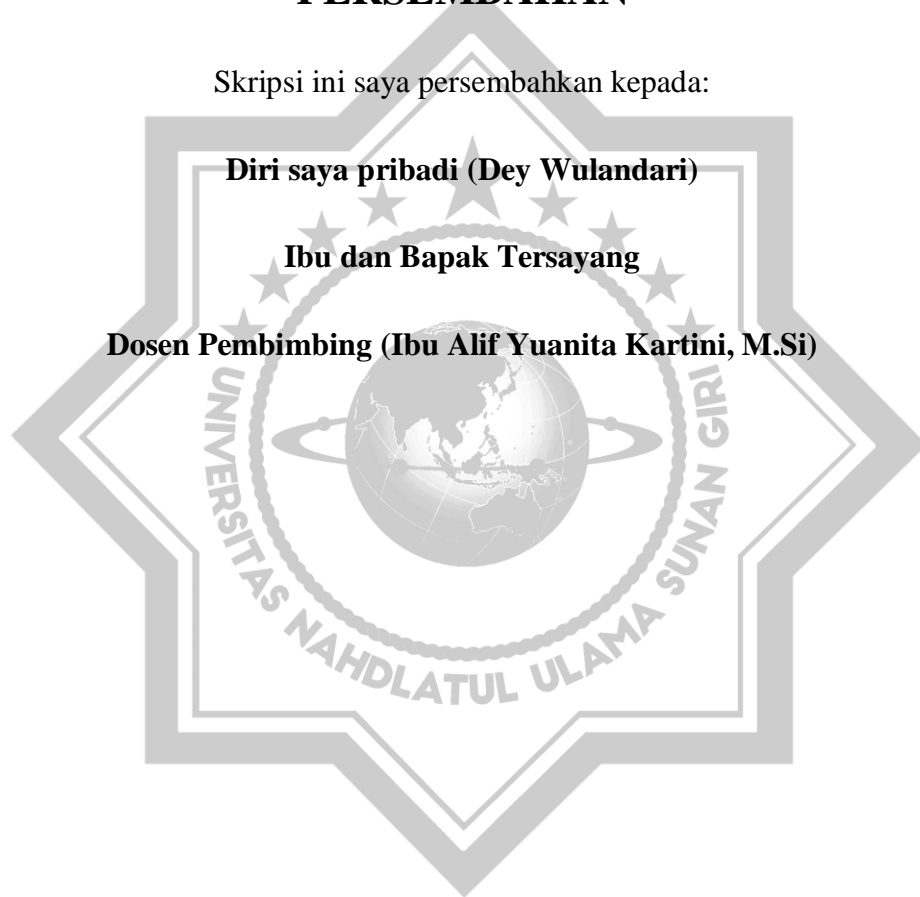 PERSEMBAHAN
Skripsi ini saya persembahkan kepada:
Diri saya pribadi (Dey Wulandari)
Ibu dan Bapak Tersayang
Dosen Pembimbing (Ibu Alif Yuanita Kartini, M.Si)
UNIVERSITAS NAHDLATUL ULAMA SUNAN GIRI